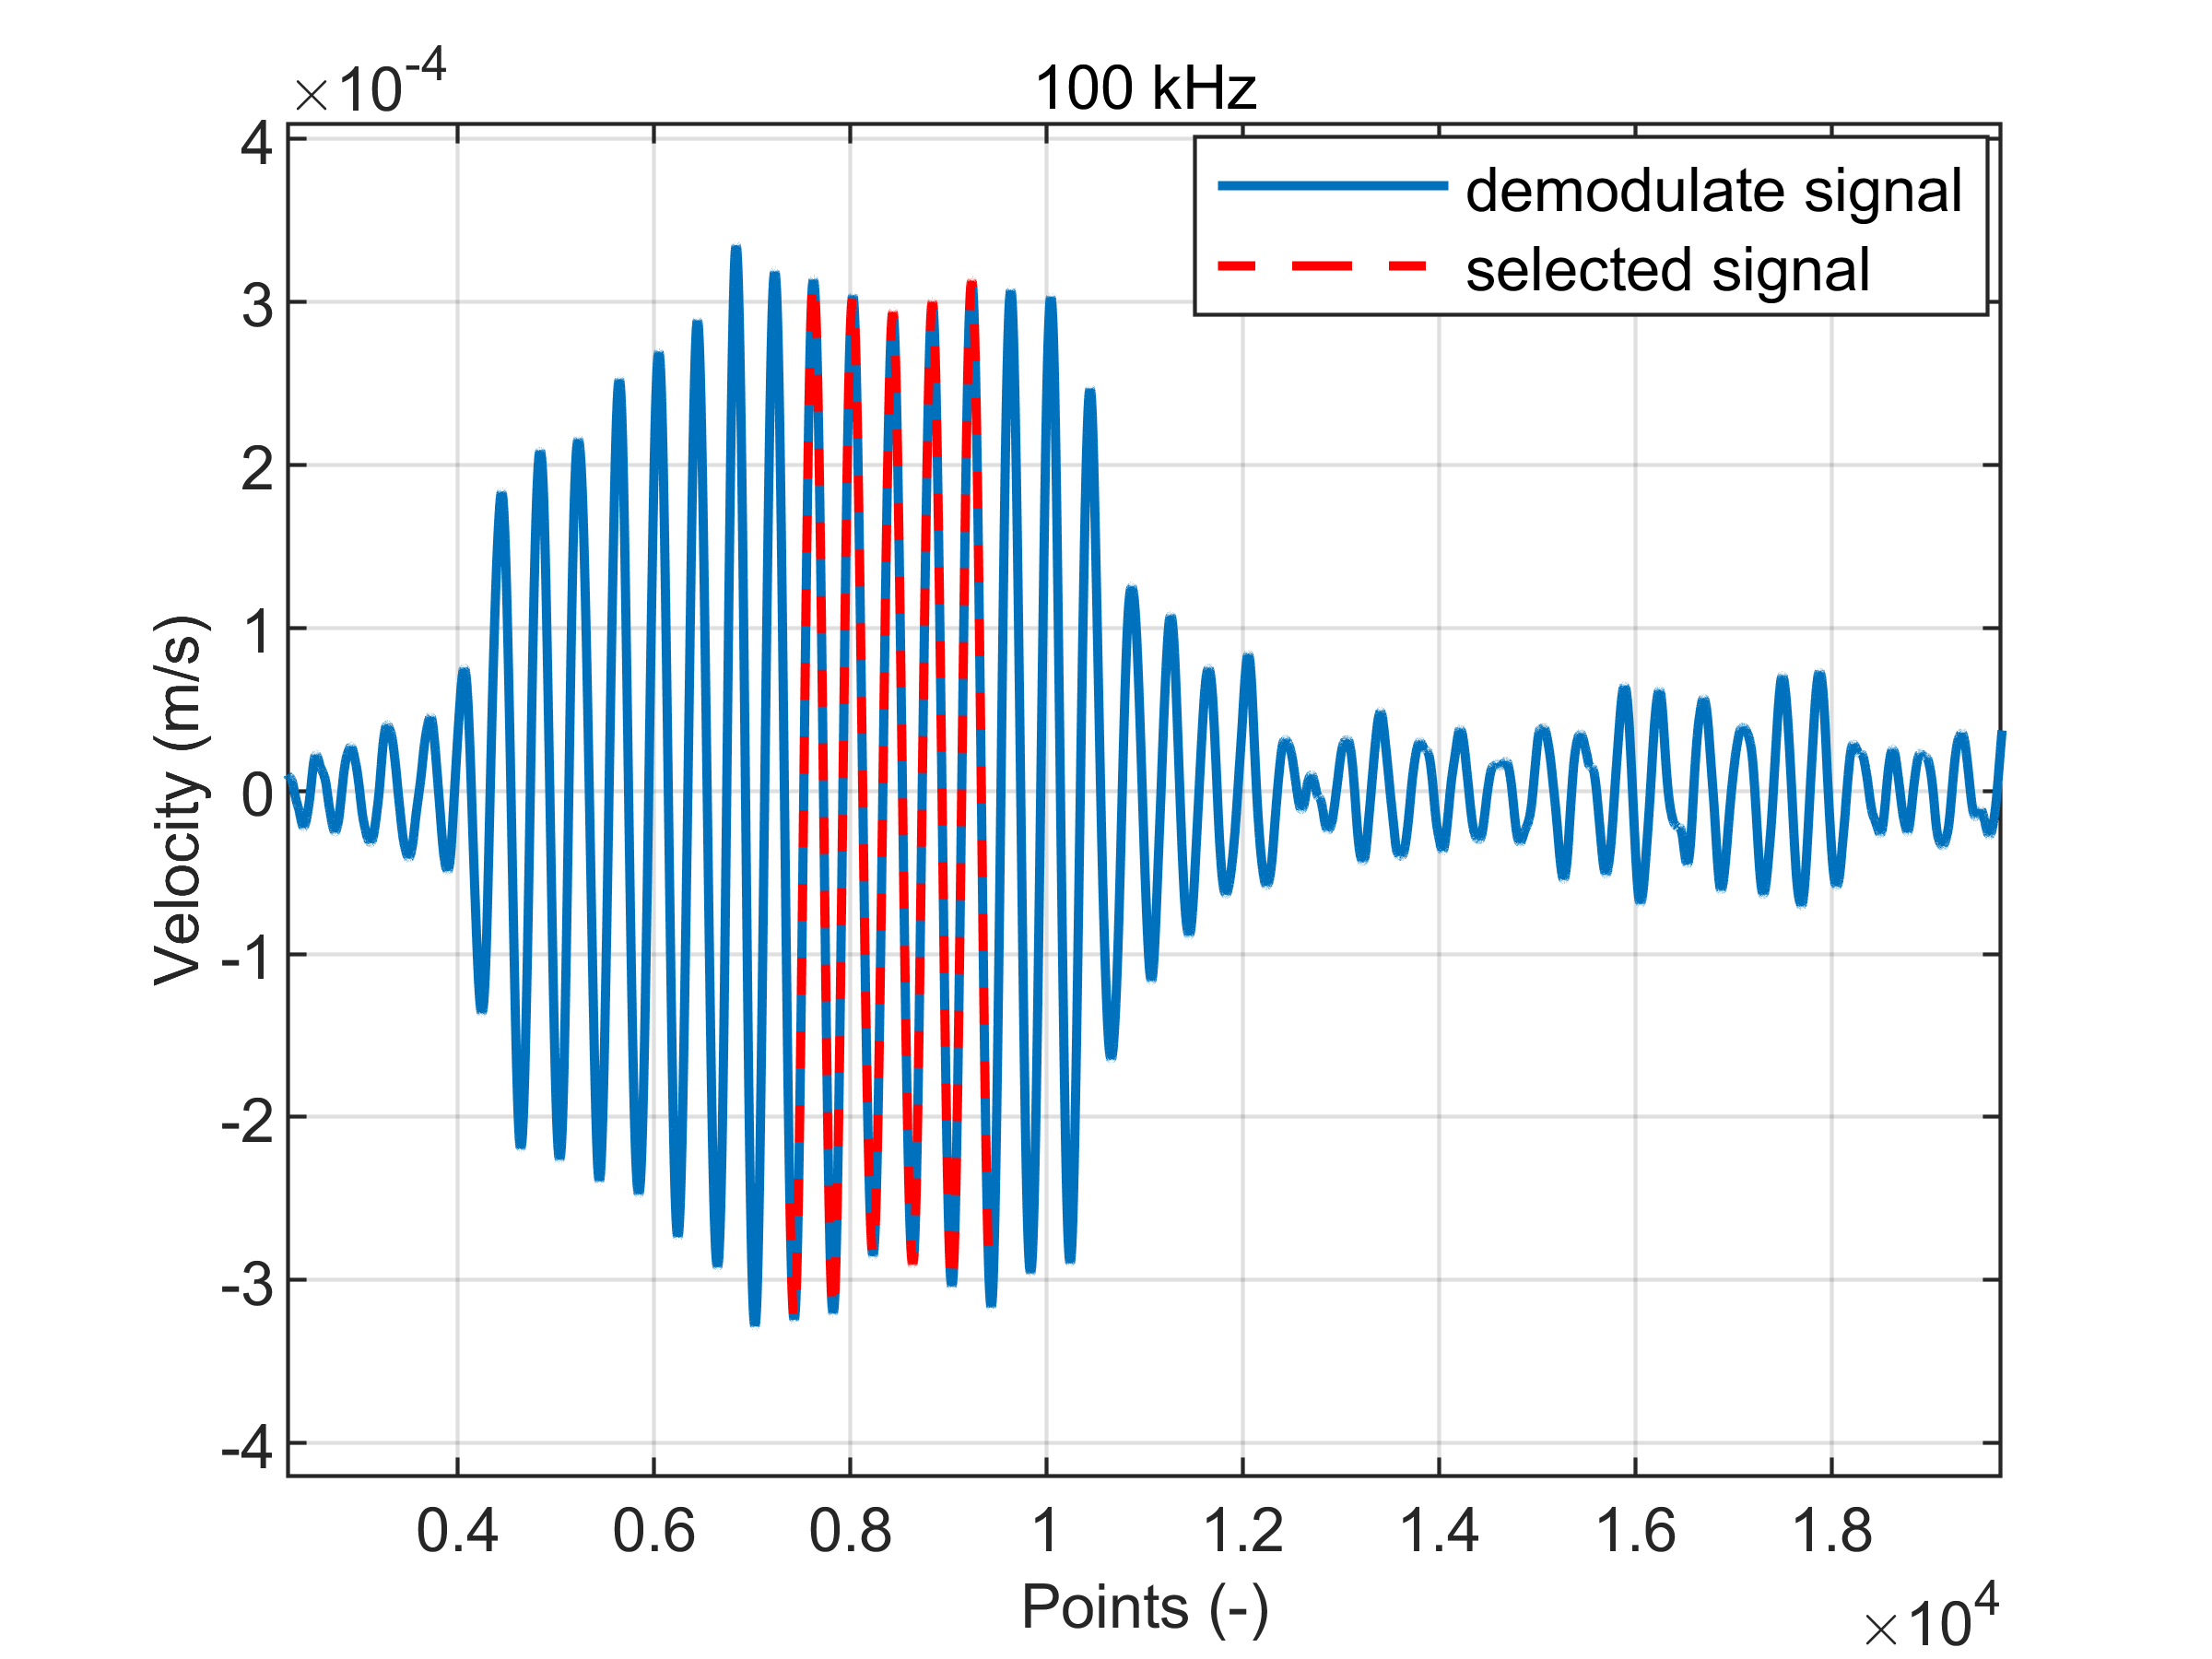 ×10-4
100 kHz
demodulate signal
selected signal
4
3
2
1
0
-1
-2
-3
-4
Velocity (m/s)
0.4 0.6 0.8 1 1.2 1.4 1.6 1.8
Points (-)
×104